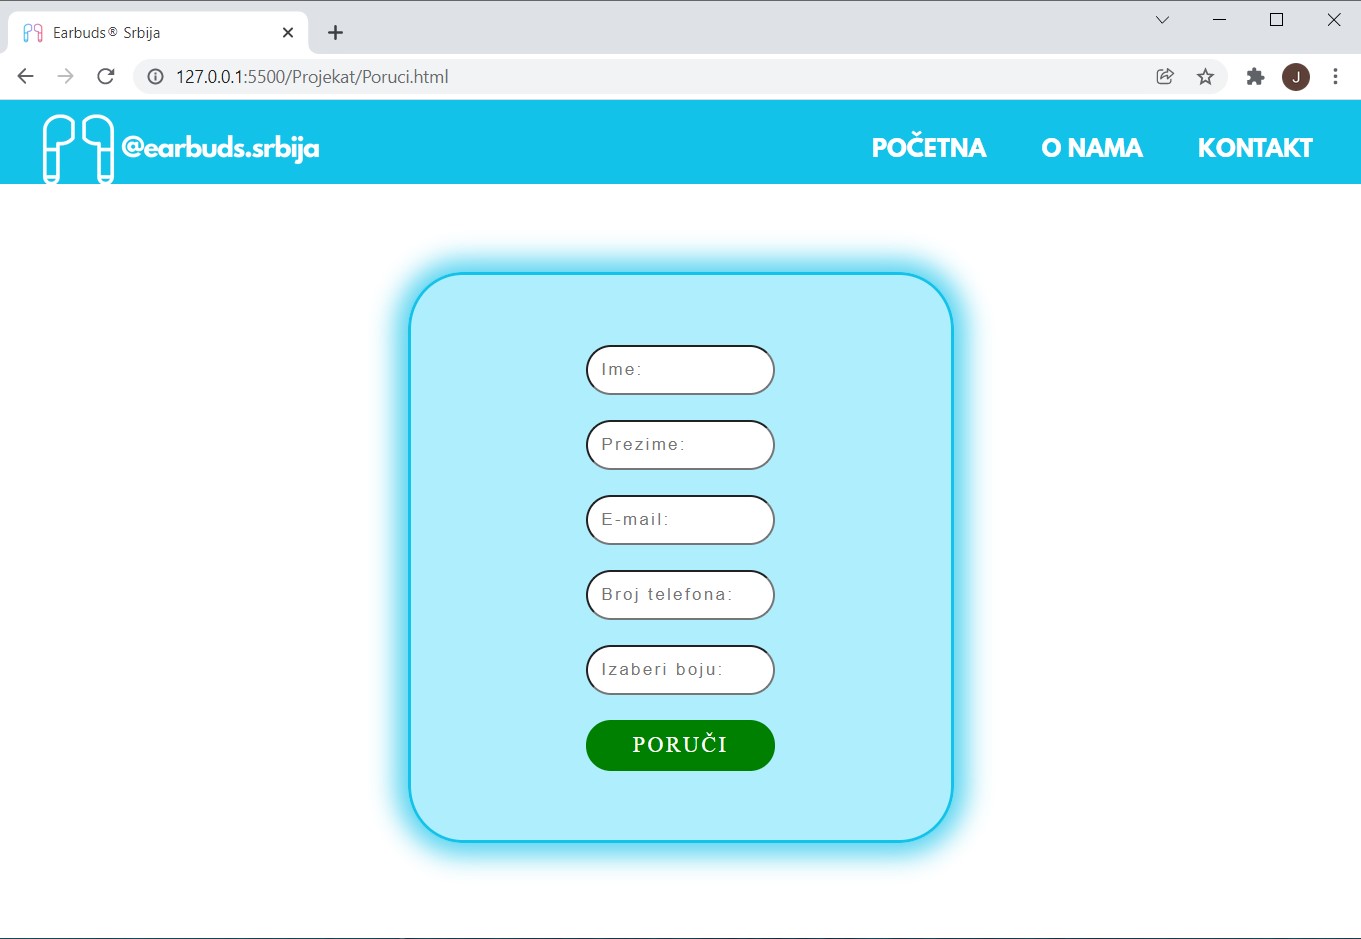 Earbuds® Srbija
127.0.0.1:5500/Projekat/Poruci.html
J
@earbuds.srbija
POČETNA
O NAMA
KONTAKT
Ime:
Prezime:
E-mail:
Broj telefona:
Izaberi boju:
PORUČI